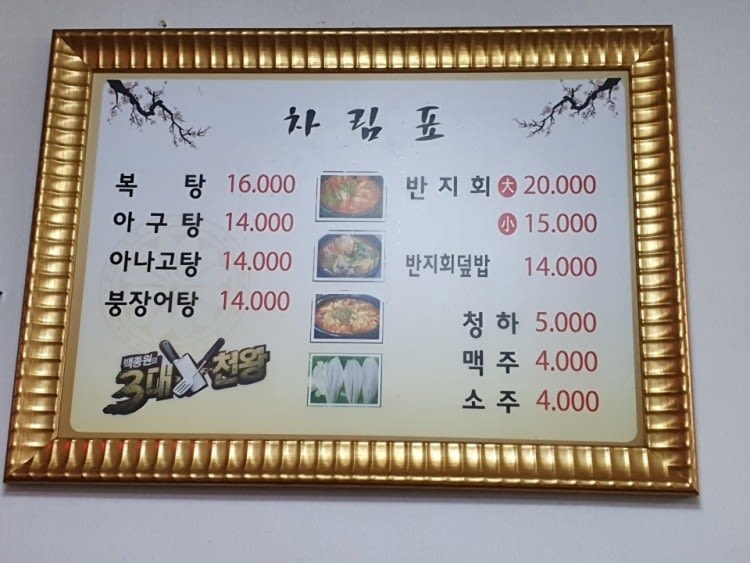 차림표
복탕 16.000
아구탕 14.000
아나고탕 14.000
붕장어탕 14.000
백종원의
3대천왕
반지회 大 20.000
小 15.000
반지회덮밥 14.000
청하 5.000
맥주 4.000
소주 4.000